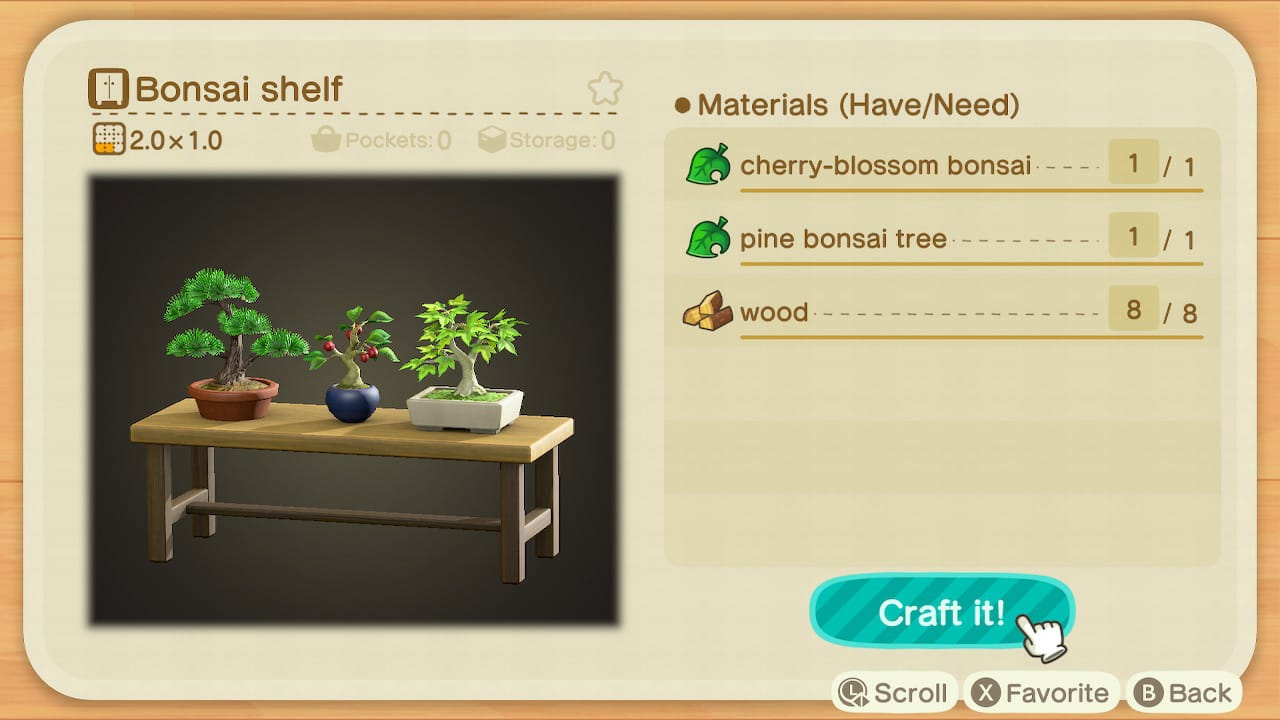 Bonsai shelf
2.0×1.0 Pockets: 0 Storage: 0
• Materials (Have/Need)
cherry-blossom bonsai 1 / 1
pine bonsai tree 1 / 1
wood 8 / 8
Craft it!
L Scroll X Favorite B Back